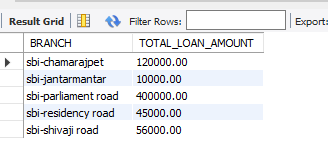 Result Grid Filter Rows: Export:
BRANCH TOTAL_LOAN_AMOUNT
sbi-chamarajpet 120000.00
sbi-jantarmantar 10000.00
sbi-parliament road 400000.00
sbi-residency road 45000.00
sbi-shivaji road 56000.00